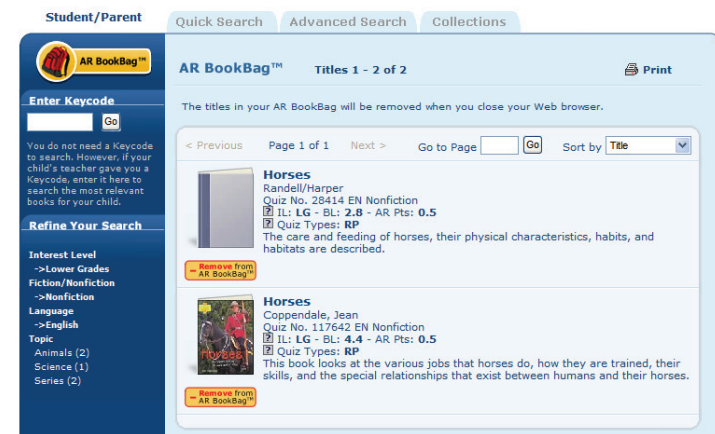 Student/Parent
Quick Search
Advanced Search
Collections
AR BookBag™
Enter Keycode
Go
You do not need a Keycode
to search. However, if your
child's teacher gave you a
Keycode, enter it here to
search the most relevant
books for your child.
Refine Your Search
Interest Level
->Lower Grades
Fiction/Nonfiction
->Nonfiction
Language
->English
Topic
Animals (2)
Science (1)
Series (2)
AR BookBag™
Titles 1 - 2 of 2
Print
The titles in your AR BookBag will be removed when you close your Web browser.
< Previous
Page 1 of 1
Next >
Go to Page
Go
Sort by
Title
Horses
Randell/Harper
Quiz No. 28414 EN Nonfiction
? IL: LG - BL: 2.8 - AR Pts: 0.5
? Quiz Types: RP
The care and feeding of horses, their physical characteristics, habits, and
habitats are described.
– Remove from
AR BookBag™
Horses
Horses
Coppendale, Jean
Quiz No. 117642 EN Nonfiction
? IL: LG - BL: 4.4 - AR Pts: 0.5
? Quiz Types: RP
This book looks at the various jobs that horses do, how they are trained, their
skills, and the special relationships that exist between humans and their horses.
– Remove from
AR BookBag™